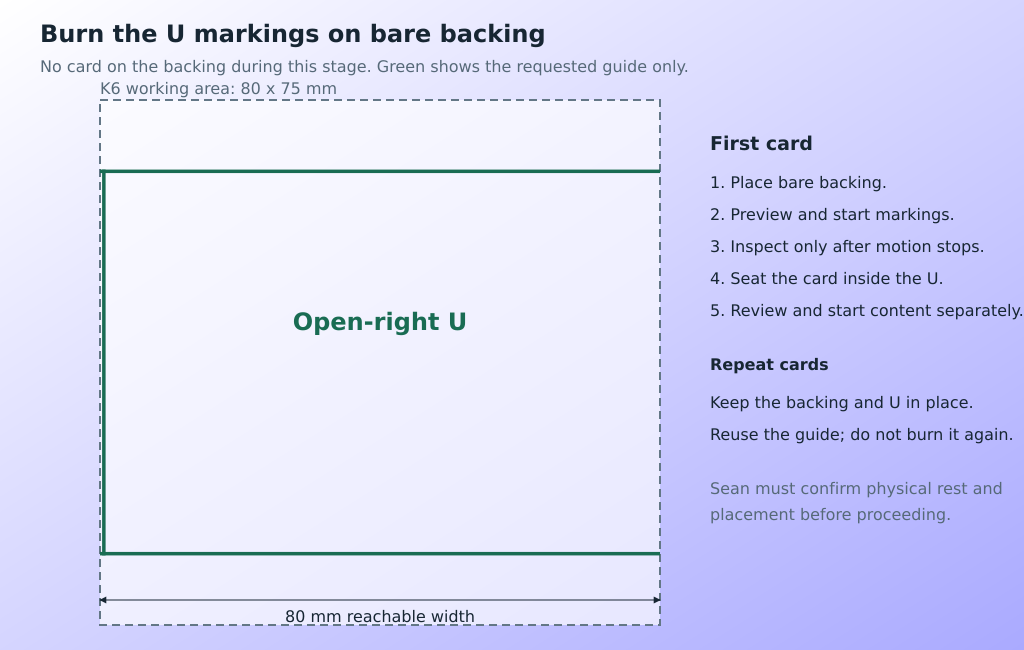 Burn the U markings on bare backing
No card on the backing during this stage. Green shows the requested guide only.
K6 working area: 80 x 75 mm
Open-right U
80 mm reachable width
First card
1. Place bare backing.
2. Preview and start markings.
3. Inspect only after motion stops.
4. Seat the card inside the U.
5. Review and start content separately.
Repeat cards
Keep the backing and U in place.
Reuse the guide; do not burn it again.
Sean must confirm physical rest and
placement before proceeding.